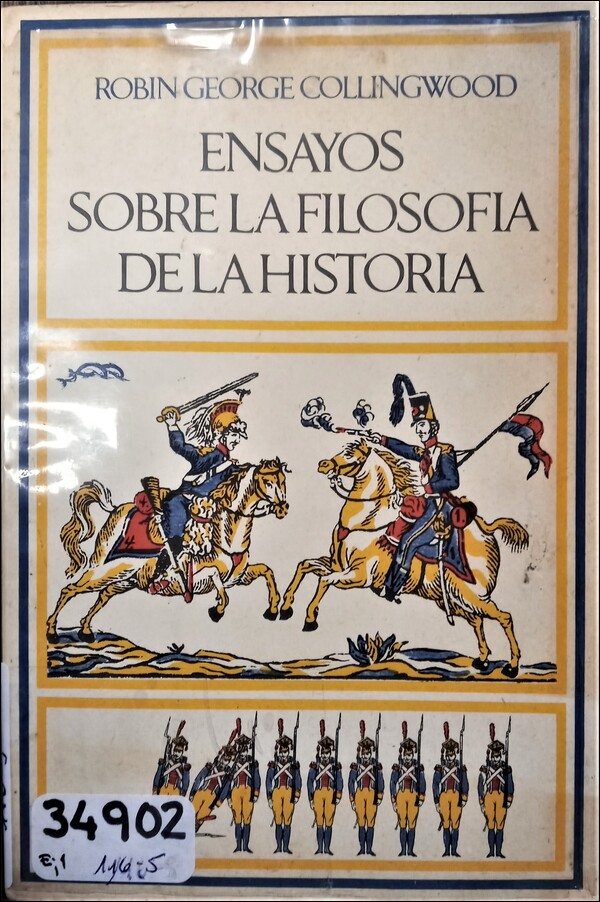 ROBIN GEORGE COLLINGWOOD
ENSAYOS
SOBRE LA FILOSOFIA
DE LA HISTORIA
34902